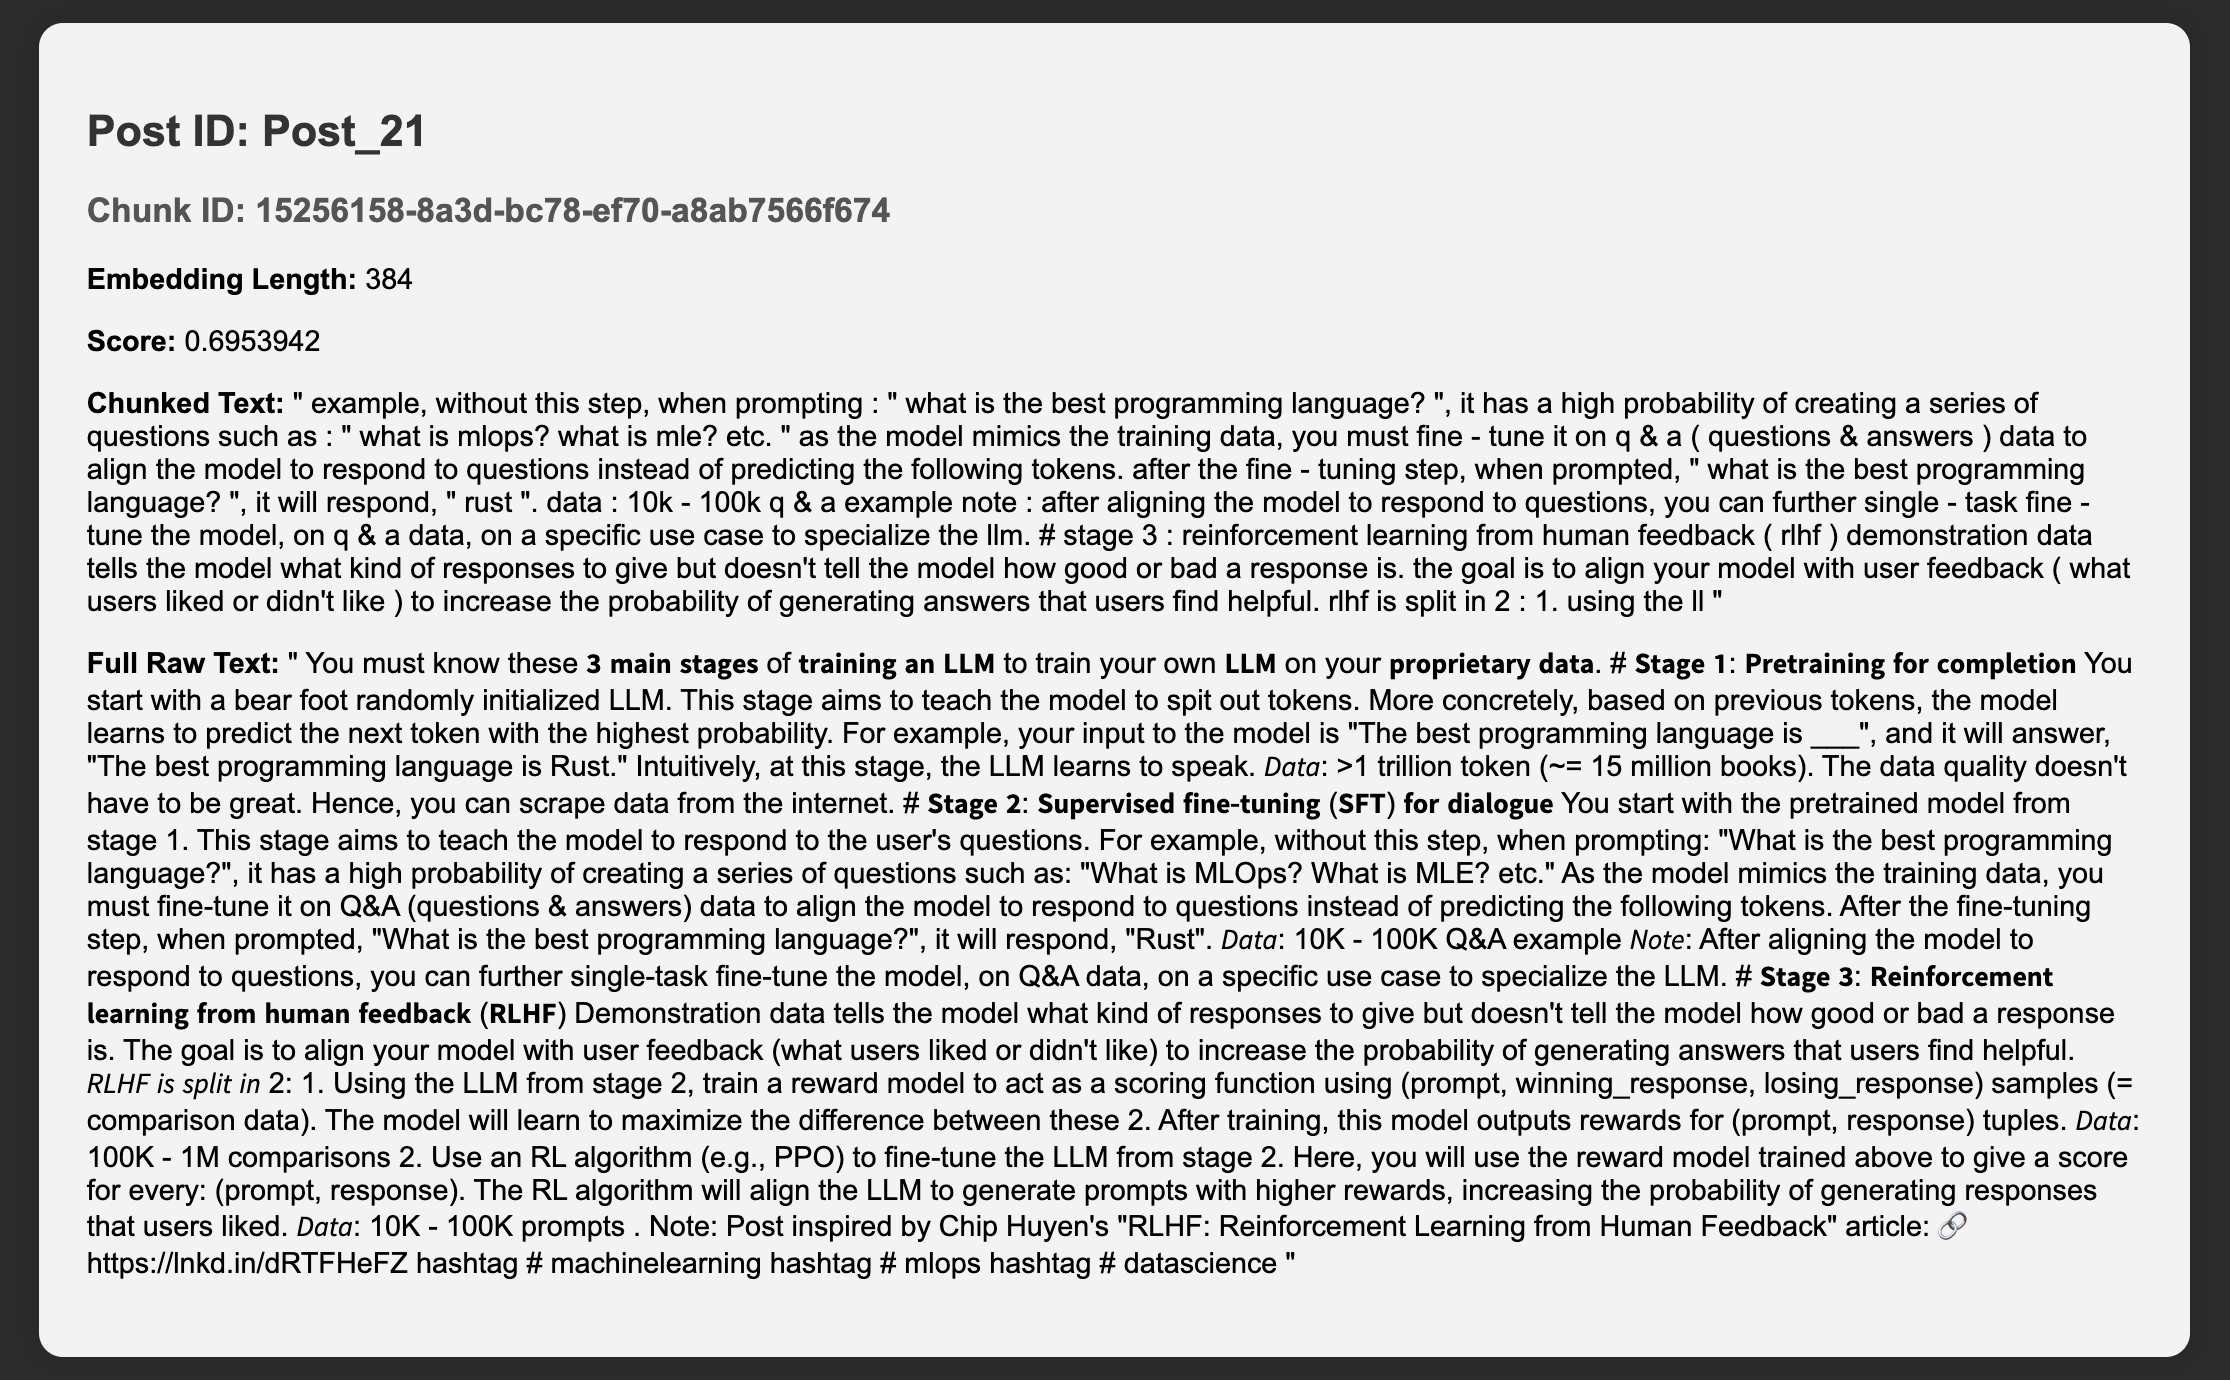 Post ID: Post_21
Chunk ID: 15256158-8a3d-bc78-ef70-a8ab7566f674
Embedding Length: 384
Score: 0.6953942
Chunked Text: " example, without this step, when prompting : " what is the best programming language? ", it has a high probability of creating a series of
questions such as : " what is mlops? what is mle? etc. " as the model mimics the training data, you must fine - tune it on q & a ( questions & answers ) data to
align the model to respond to questions instead of predicting the following tokens. after the fine - tuning step, when prompted, " what is the best programming
language? ", it will respond, " rust ". data : 10k - 100k q & a example note : after aligning the model to respond to questions, you can further single - task fine -
tune the model, on q & a data, on a specific use case to specialize the llm. # stage 3 : reinforcement learning from human feedback ( rlhf ) demonstration data
tells the model what kind of responses to give but doesn't tell the model how good or bad a response is. the goal is to align your model with user feedback ( what
users liked or didn't like ) to increase the probability of generating answers that users find helpful. rlhf is split in 2 : 1. using the ll "
Full Raw Text: " You must know these 𝟯 𝗺𝗮𝗶𝗻 𝘀𝘁𝗮𝗴𝗲𝘀 of 𝘁𝗿𝗮𝗶𝗻𝗶𝗻𝗴 𝗮𝗻 𝗟𝗟𝗠 to train your own 𝗟𝗟𝗠 on your 𝗽𝗿𝗼𝗽𝗿𝗶𝗲𝘁𝗮𝗿𝘆 𝗱𝗮𝘁𝗮. # 𝗦𝘁𝗮𝗴𝗲 𝟭: 𝗣𝗿𝗲𝘁𝗿𝗮𝗶𝗻𝗶𝗻𝗴 𝗳𝗼𝗿 𝗰𝗼𝗺𝗽𝗹𝗲𝘁𝗶𝗼𝗻 You
start with a bear foot randomly initialized LLM. This stage aims to teach the model to spit out tokens. More concretely, based on previous tokens, the model
learns to predict the next token with the highest probability. For example, your input to the model is "The best programming language is ___", and it will answer,
"The best programming language is Rust." Intuitively, at this stage, the LLM learns to speak. 𝘋𝘢𝘵𝘢: >1 trillion token (~= 15 million books). The data quality doesn't
have to be great. Hence, you can scrape data from the internet. # 𝗦𝘁𝗮𝗴𝗲 𝟮: 𝗦𝘂𝗽𝗲𝗿𝘃𝗶𝘀𝗲𝗱 𝗳𝗶𝗻𝗲-𝘁𝘂𝗻𝗶𝗻𝗴 (𝗦𝗙𝗧) 𝗳𝗼𝗿 𝗱𝗶𝗮𝗹𝗼𝗴𝘂𝗲 You start with the pretrained model from
stage 1. This stage aims to teach the model to respond to the user's questions. For example, without this step, when prompting: "What is the best programming
language?", it has a high probability of creating a series of questions such as: "What is MLOps? What is MLE? etc." As the model mimics the training data, you
must fine-tune it on Q&A (questions & answers) data to align the model to respond to questions instead of predicting the following tokens. After the fine-tuning
step, when prompted, "What is the best programming language?", it will respond, "Rust". 𝘋𝘢𝘵𝘢: 10K - 100K Q&A example 𝘕𝘰𝘵𝘦: After aligning the model to
respond to questions, you can further single-task fine-tune the model, on Q&A data, on a specific use case to specialize the LLM. # 𝗦𝘁𝗮𝗴𝗲 𝟯: 𝗥𝗲𝗶𝗻𝗳𝗼𝗿𝗰𝗲𝗺𝗲𝗻𝘁
𝗹𝗲𝗮𝗿𝗻𝗶𝗻𝗴 𝗳𝗿𝗼𝗺 𝗵𝘂𝗺𝗮𝗻 𝗳𝗲𝗲𝗱𝗯𝗮𝗰𝗸 (𝗥𝗟𝗛𝗙) Demonstration data tells the model what kind of responses to give but doesn't tell the model how good or bad a response
is. The goal is to align your model with user feedback (what users liked or didn't like) to increase the probability of generating answers that users find helpful.
𝘙𝘓𝘏𝘍 𝘪𝘴 𝘴𝘱𝘭𝘪𝘵 𝘪𝘯 2: 1. Using the LLM from stage 2, train a reward model to act as a scoring function using (prompt, winning_response, losing_response) samples (=
comparison data). The model will learn to maximize the difference between these 2. After training, this model outputs rewards for (prompt, response) tuples. 𝘋𝘢𝘵𝘢:
100K - 1M comparisons 2. Use an RL algorithm (e.g., PPO) to fine-tune the LLM from stage 2. Here, you will use the reward model trained above to give a score
for every: (prompt, response). The RL algorithm will align the LLM to generate prompts with higher rewards, increasing the probability of generating responses
that users liked. 𝘋𝘢𝘵𝘢: 10K - 100K prompts . Note: Post inspired by Chip Huyen's "RLHF: Reinforcement Learning from Human Feedback" article: 🔗
https://lnkd.in/dRTFHeFZ hashtag # machinelearning hashtag # mlops hashtag # datascience "